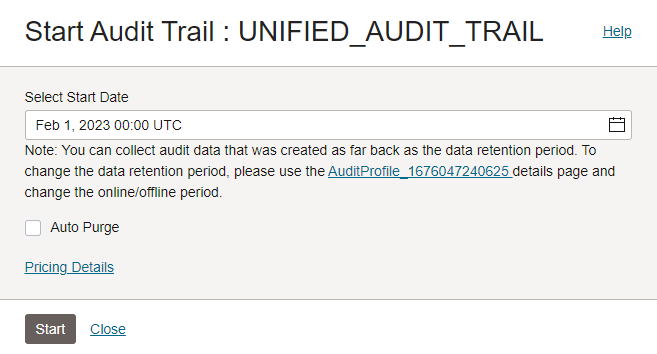 Start Audit Trail : UNIFIED_AUDIT_TRAIL
Help
Select Start Date
Feb 1, 2023 00:00 UTC
Note: You can collect audit data that was created as far back as the data retention period. To
change the data retention period, please use the AuditProfile_1676047240625 details page and
change the online/offline period.
Auto Purge
Pricing Details
Start
Close